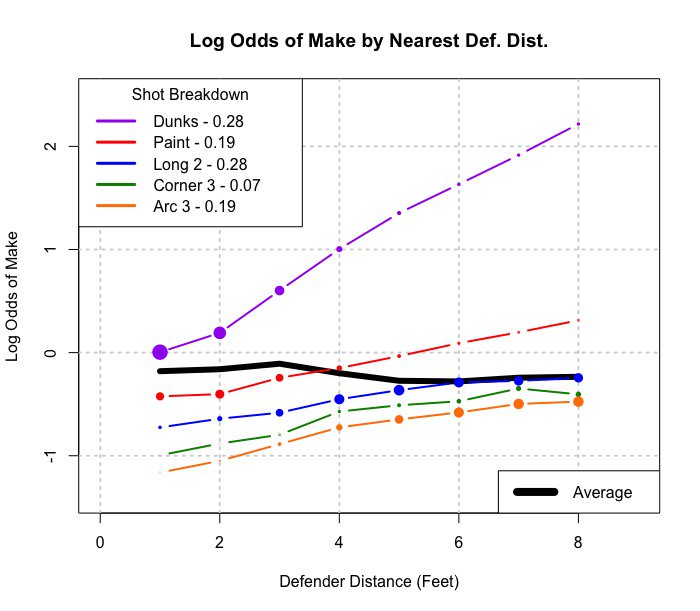 Log Odds of Make by Nearest Def. Dist.
Shot Breakdown
Dunks - 0.28
Paint - 0.19
Long 2 - 0.28
Corner 3 - 0.07
Arc 3 - 0.19
Log Odds of Make
2
1
0
-1
Average
0 2 4 6 8
Defender Distance (Feet)